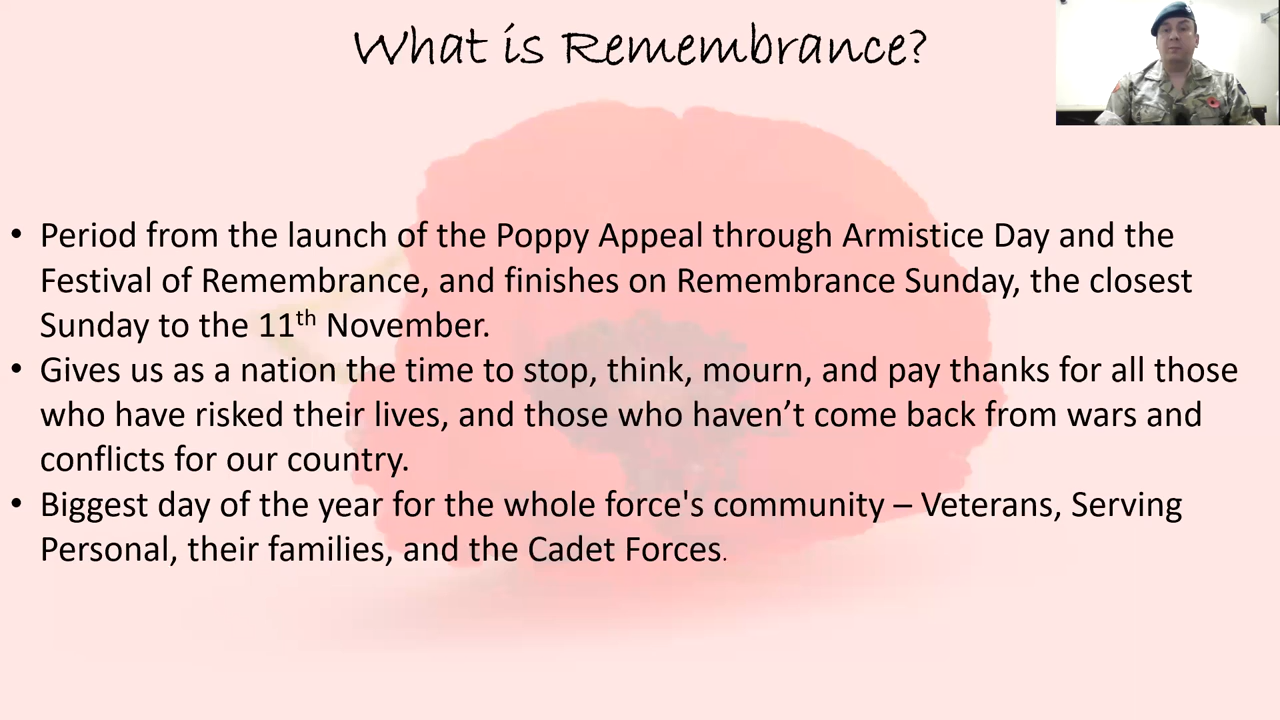 What is Remembrance?
• Period from the launch of the Poppy Appeal through Armistice Day and the
Festival of Remembrance, and finishes on Remembrance Sunday, the closest
Sunday to the 11th November.
• Gives us as a nation the time to stop, think, mourn, and pay thanks for all those
who have risked their lives, and those who haven’t come back from wars and
conflicts for our country.
• Biggest day of the year for the whole force's community – Veterans, Serving
Personal, their families, and the Cadet Forces.